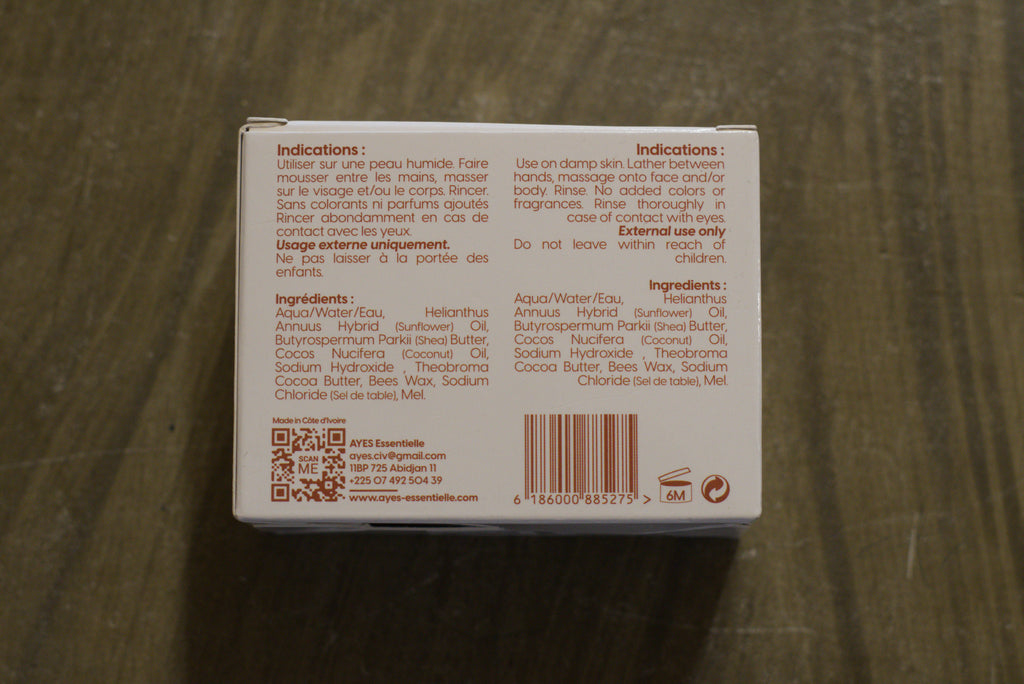 Indications :
Utiliser sur une peau humide. Faire
mousser entre les mains, masser
sur le visage et/ou le corps. Rincer.
Sans colorants ni parfums ajoutés
Rincer abondamment en cas de
contact avec les yeux.
Usage externe uniquement.
Ne pas laisser à la portée des
enfants.
Ingrédients :
Aqua/Water/Eau, Helianthus
Annuus Hybrid (Sunflower) Oil,
Butyrospermum Parkii (Shea) Butter,
Cocos Nucifera (Coconut) Oil,
Sodium Hydroxide , Theobroma
Cocoa Butter, Bees Wax, Sodium
Chloride (Sel de table), Mel.
Made in Côte d'Ivoire
SCAN
ME
AYES Essentielle
ayes.civ@gmail.com
11BP 725 Abidjan 11
+225 07 492 504 39
www.ayes-essentielle.com
Indications :
Use on damp skin. Lather between
hands, massage onto face and/or
body. Rinse. No added colors or
fragrances. Rinse thoroughly in
case of contact with eyes.
External use only
Do not leave within reach of
children.
Ingredients :
Aqua/Water/Eau, Helianthus
Annuus Hybrid (Sunflower) Oil,
Butyrospermum Parkii (Shea) Butter,
Cocos Nucifera (Coconut) Oil,
Sodium Hydroxide , Theobroma
Cocoa Butter, Bees Wax, Sodium
Chloride (Sel de table), Mel.
6 186000 885275 >
6M